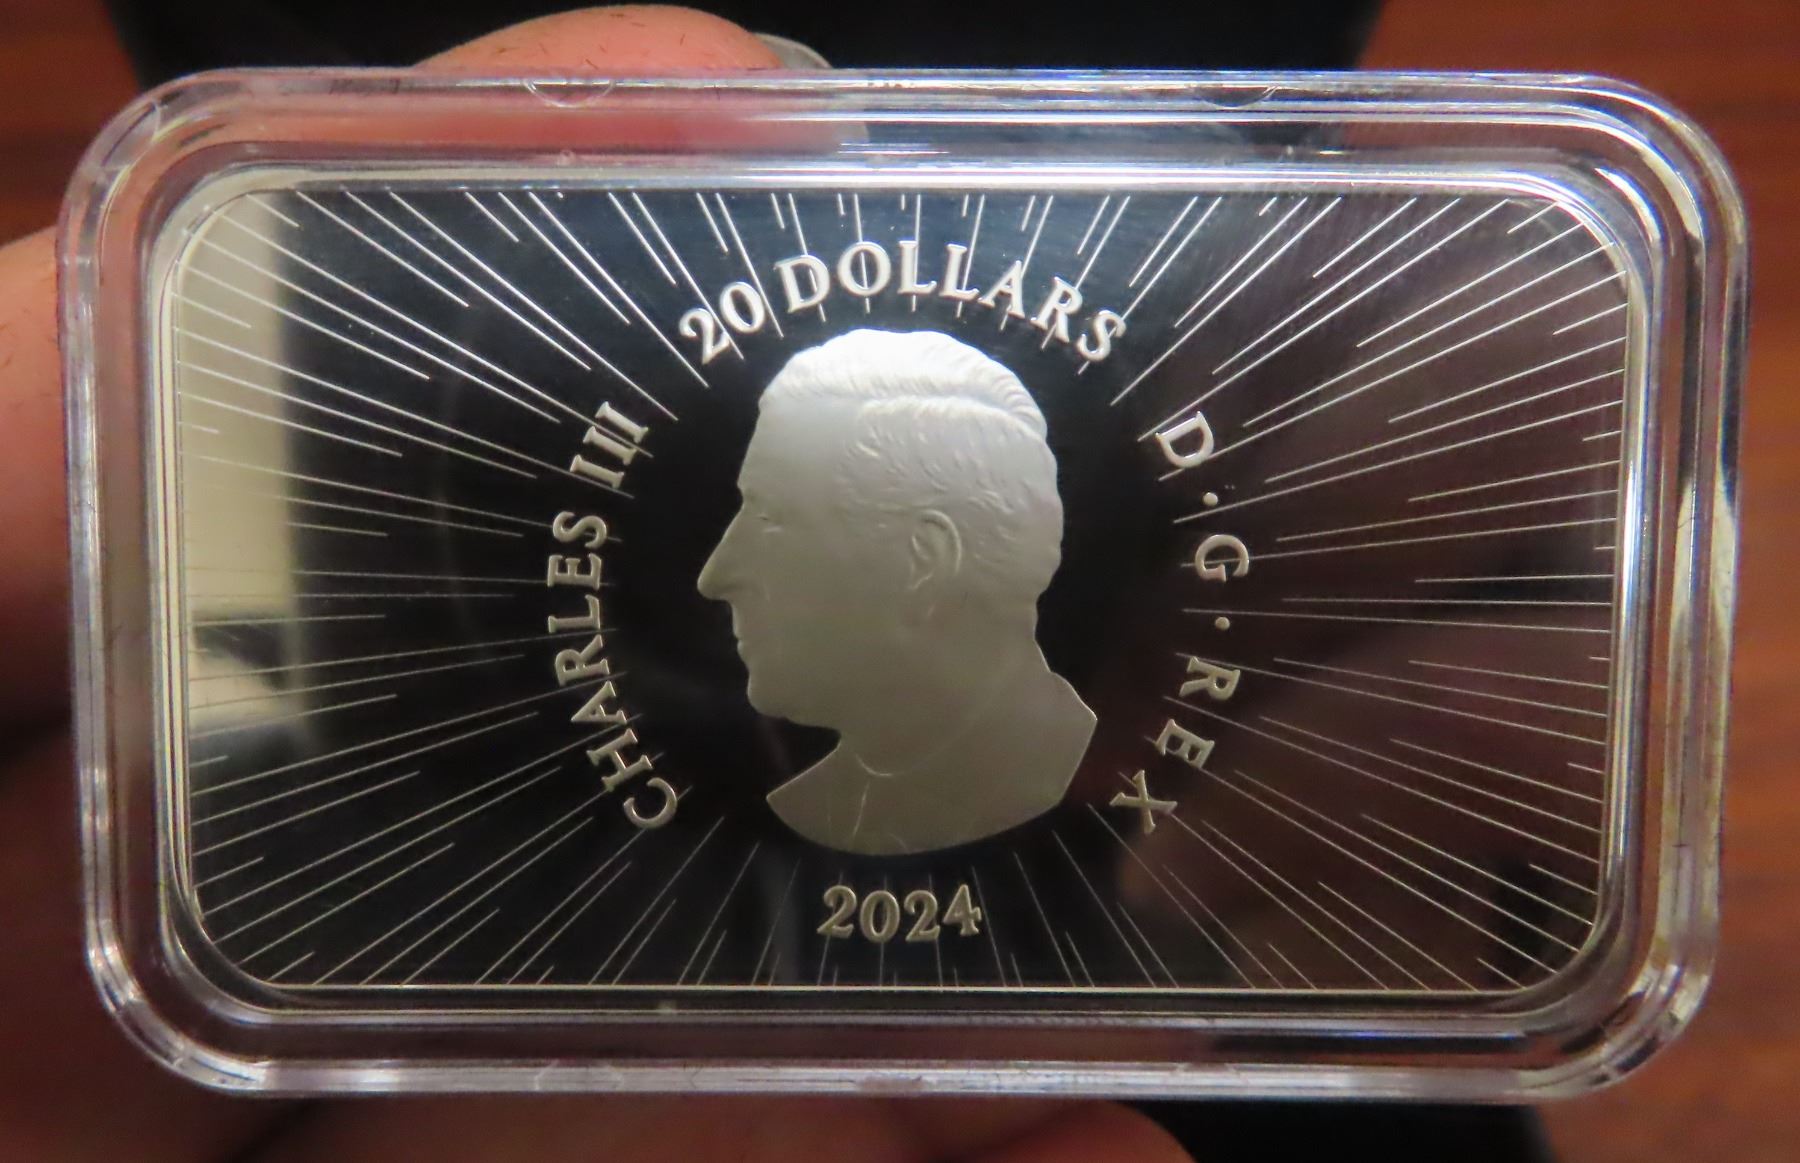 CHARLES III
20 DOLLARS
D·G·REX
2024